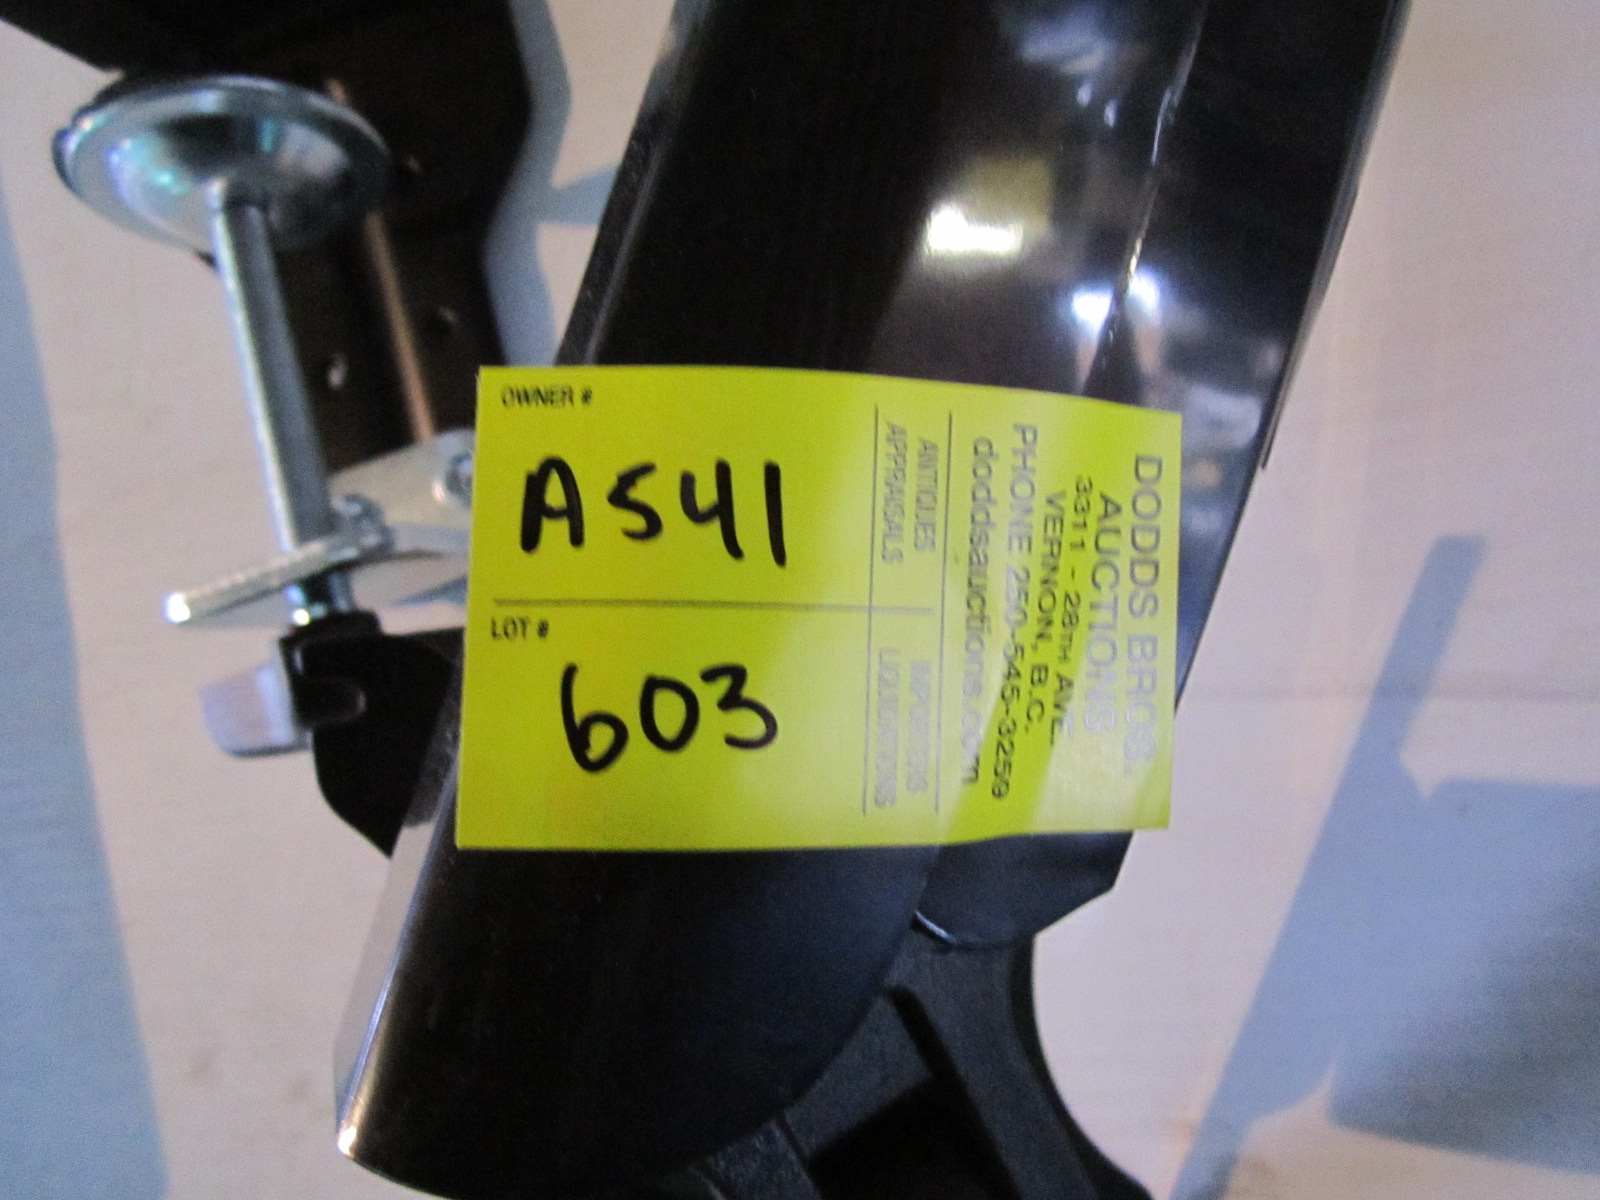 OWNER #
A541
LOT #
603
DODDS BROS.
AUCTIONS
3311 - 28TH AVE.
VERNON, B.C.
PHONE 250-545-3259
doddsauctions.com
ANTIQUES IMPORTERS
APPRAISALS LIQUIDATIONS